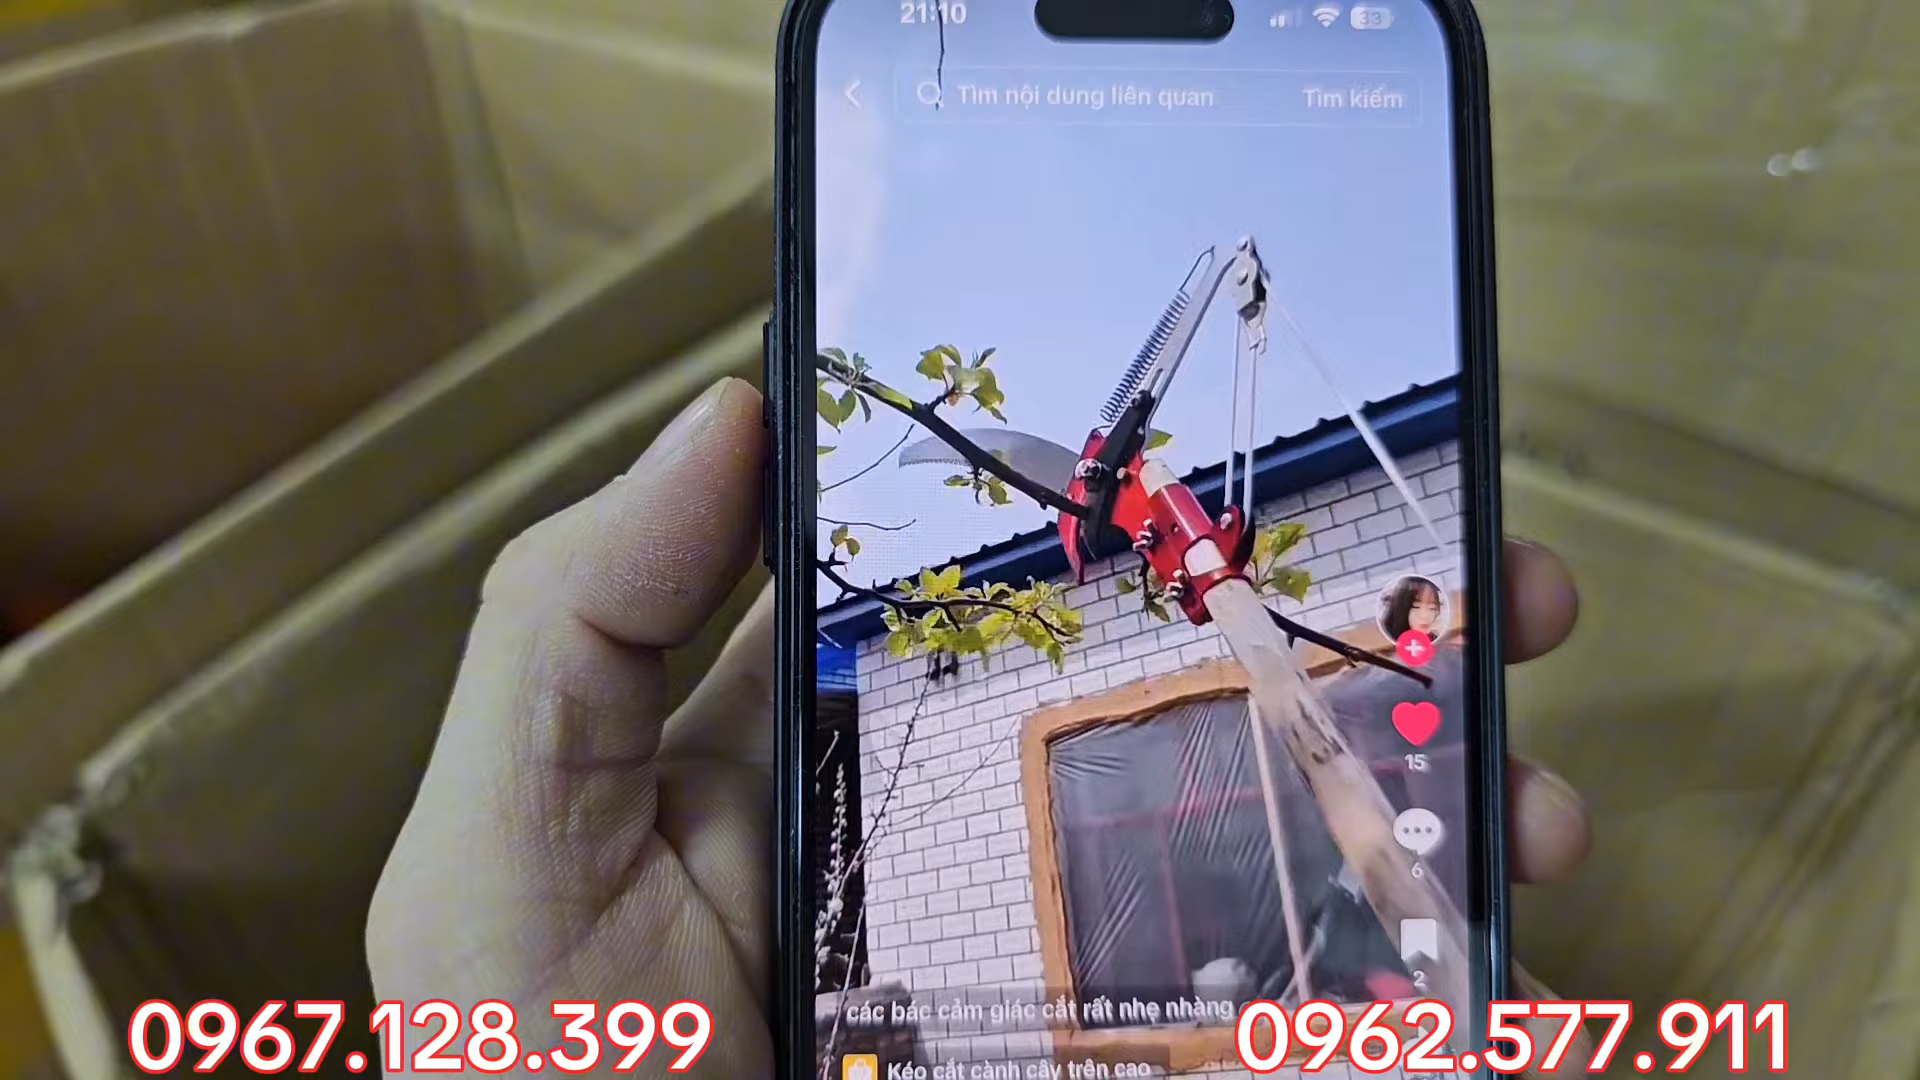 21:10
33
Tìm nội dung liên quan
Tìm kiếm
15
6
2
các bác cảm giác cắt rất nhẹ nhàng
Kéo cắt cành cây trên cao
0967.128.399
0962.577.911